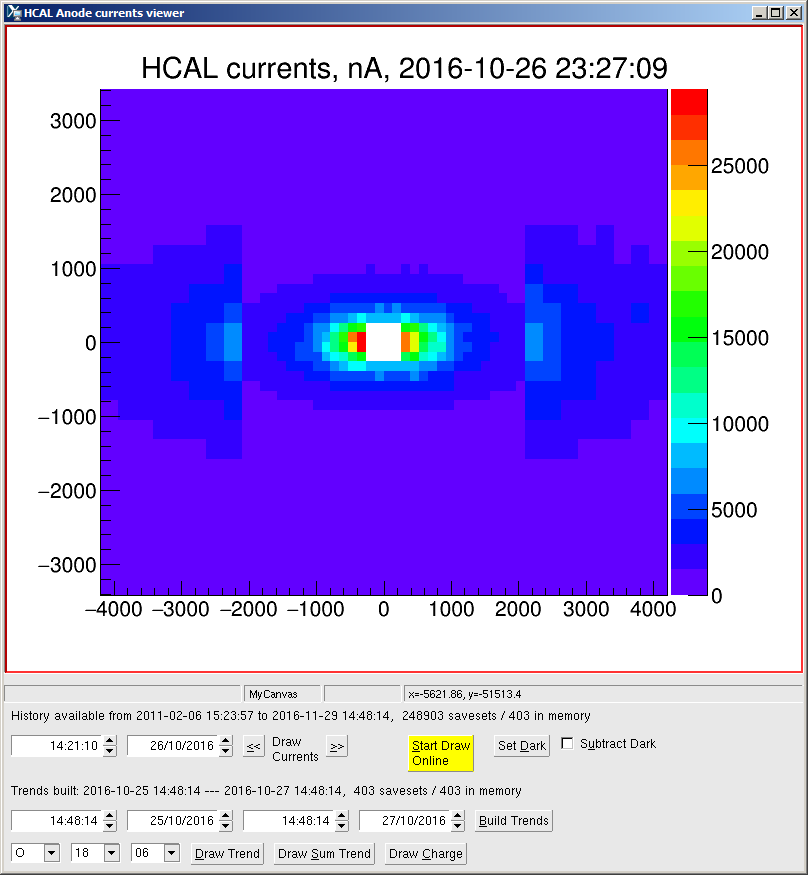 HCAL Anode currents viewer
HCAL currents, nA, 2016-10-26 23:27:09
3000
2000
1000
0
−1000
−2000
−3000
−4000 −3000 −2000 −1000 0 1000 2000 3000 4000
25000
20000
15000
10000
5000
0
MyCanvas
x=-5621.86, y=-51513.4
History available from 2011-02-06 15:23:57 to 2016-11-29 14:48:14, 248903 savesets / 403 in memory
14:21:10 26/10/2016 << Draw Currents >> Start Draw Online Set Dark Subtract Dark
Trends built: 2016-10-25 14:48:14 --- 2016-10-27 14:48:14, 403 savesets / 403 in memory
14:48:14 25/10/2016 14:48:14 27/10/2016 Build Trends
O 18 06 Draw Trend Draw Sum Trend Draw Charge